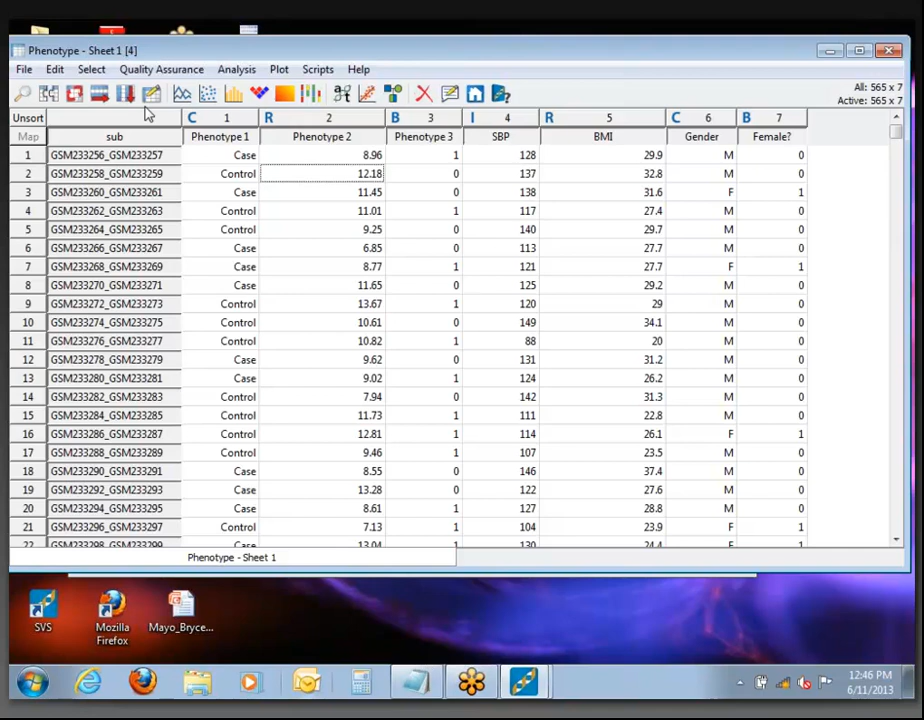 Phenotype - Sheet 1 [4]
File Edit Select Quality Assurance Analysis Plot Scripts Help
All: 565 x 7
Active: 565 x 7
Unsort C 1 R 2 B 3 I 4 R 5 C 6 B 7
Map sub Phenotype 1 Phenotype 2 Phenotype 3 SBP BMI Gender Female?
1 GSM233256_GSM233257 Case 8.96 1 128 29.9 M 0
2 GSM233258_GSM233259 Control 12.18 0 137 32.8 M 0
3 GSM233260_GSM233261 Case 11.45 0 138 31.6 F 1
4 GSM233262_GSM233263 Control 11.01 1 117 27.4 M 0
5 GSM233264_GSM233265 Control 9.25 0 140 29.7 M 0
6 GSM233266_GSM233267 Case 6.85 0 113 27.7 M 0
7 GSM233268_GSM233269 Case 8.77 1 121 27.7 F 1
8 GSM233270_GSM233271 Case 11.65 0 125 29.2 M 0
9 GSM233272_GSM233273 Control 13.67 1 120 29 M 0
10 GSM233274_GSM233275 Control 10.61 0 149 34.1 M 0
11 GSM233276_GSM233277 Control 10.82 1 88 20 M 0
12 GSM233278_GSM233279 Case 9.62 0 131 31.2 M 0
13 GSM233280_GSM233281 Case 9.02 1 124 26.2 M 0
14 GSM233282_GSM233283 Control 7.94 0 142 31.3 M 0
15 GSM233284_GSM233285 Control 11.73 1 111 22.8 M 0
16 GSM233286_GSM233287 Control 12.81 1 114 26.1 F 1
17 GSM233288_GSM233289 Control 9.46 1 107 23.5 M 0
18 GSM233290_GSM233291 Case 8.55 0 146 37.4 M 0
19 GSM233292_GSM233293 Case 13.28 0 122 27.6 M 0
20 GSM233294_GSM233295 Case 8.61 1 127 28.8 M 0
21 GSM233296_GSM233297 Control 7.13 1 104 23.9 F 1
22 GSM233298_GSM233299 Case 13.04 1 130 24.4 F 1
Phenotype - Sheet 1
SVS
Mozilla Firefox
Mayo_Bryce...
12:46 PM
6/11/2013